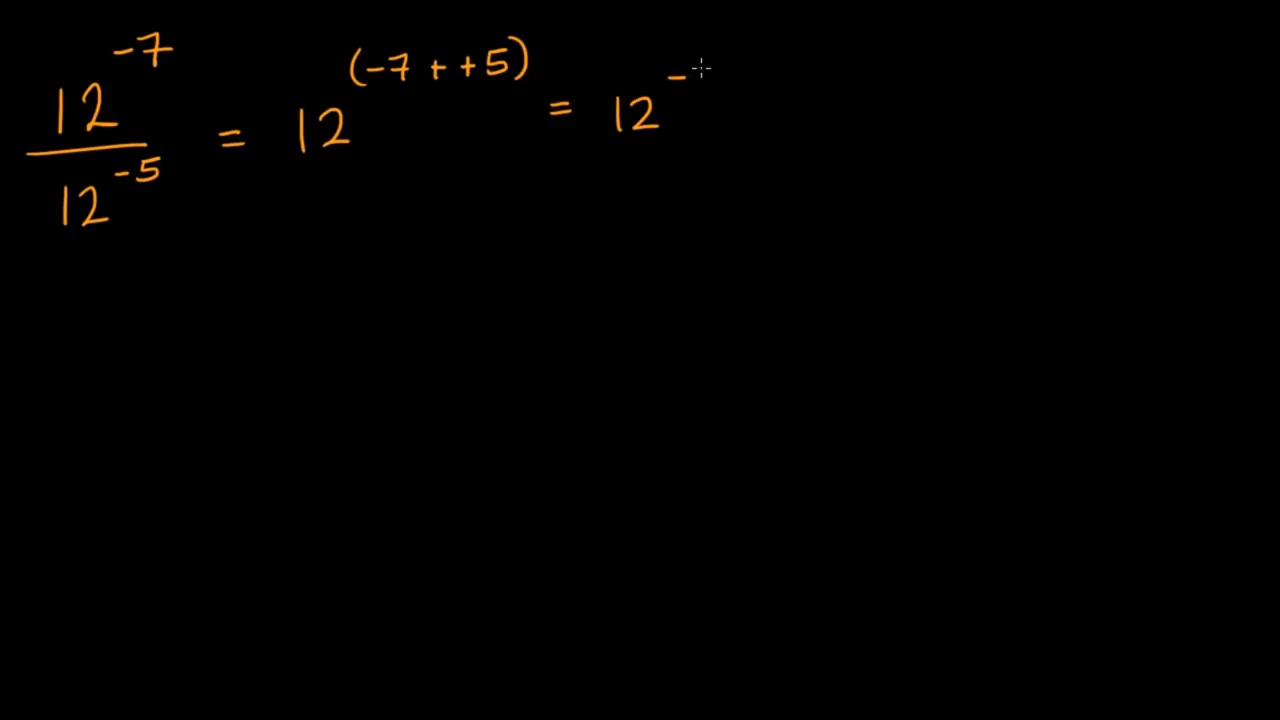 12^{-7} / 12^{-5} = 12^{(-7 + +5)} = 12^{-